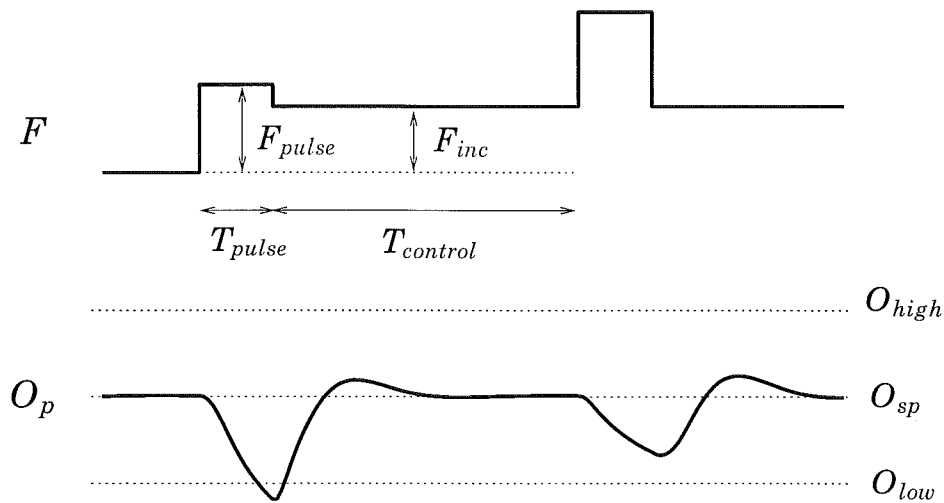 F
F_pulse
F_inc
T_pulse
T_control
O_high
O_p
O_sp
O_low